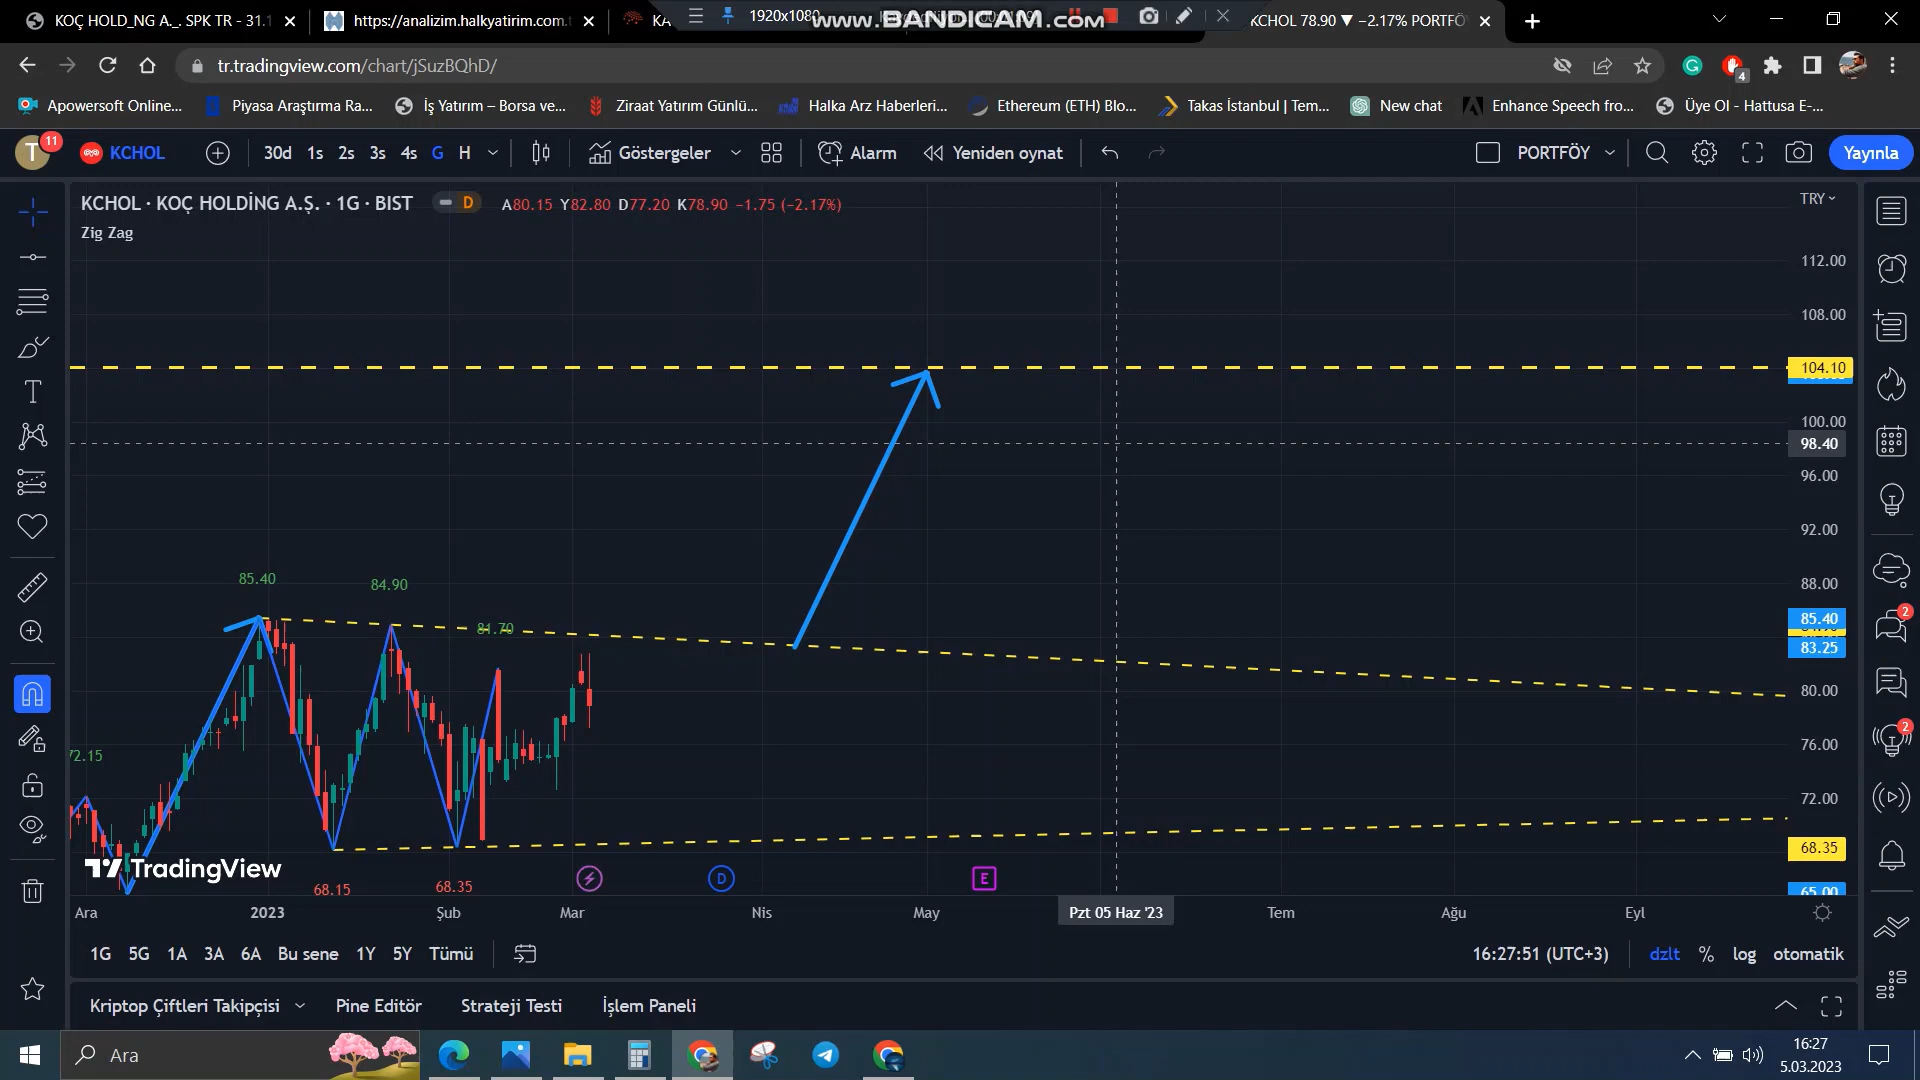 KOÇ HOLD_NG A._. SPK TR - 31.1
https://analizim.halkyatirim.com.t
KA
1920x1080
www.BANDICAM.com
KCHOL 78.90 ▼ −2.17% PORTFÖ
tr.tradingview.com/chart/jSuzBQhD/
4
Apowersoft Online...
Piyasa Araştırma Ra...
İş Yatırım – Borsa ve...
Ziraat Yatırım Günlü...
Halka Arz Haberleri...
Ethereum (ETH) Blo...
Takas İstanbul | Tem...
New chat
Enhance Speech fro...
Üye Ol - Hattusa E-...
T
11
KCHOL
30d 1s 2s 3s 4s G H
Göstergeler
Alarm
Yeniden oynat
PORTFÖY
Yayınla
KCHOL · KOÇ HOLDİNG A.Ş. · 1G · BIST
D
A80.15 Y82.80 D77.20 K78.90 −1.75 (−2.17%)
TRY
Zig Zag
112.00
108.00
104.10
100.00
98.40
96.00
92.00
88.00
85.40
84.90
81.70
85.40
83.25
80.00
72.15
76.00
72.00
68.35
TradingView
68.15
68.35
D
E
65.00
Ara
2023
Şub
Mar
Nis
May
Pzt 05 Haz '23
Tem
Ağu
Eyl
1G 5G 1A 3A 6A Bu sene 1Y 5Y Tümü
16:27:51 (UTC+3)
dzlt % log otomatik
2
2
Kriptop Çiftleri Takipçisi
Pine Editör
Strateji Testi
İşlem Paneli
Ara
16:27
5.03.2023